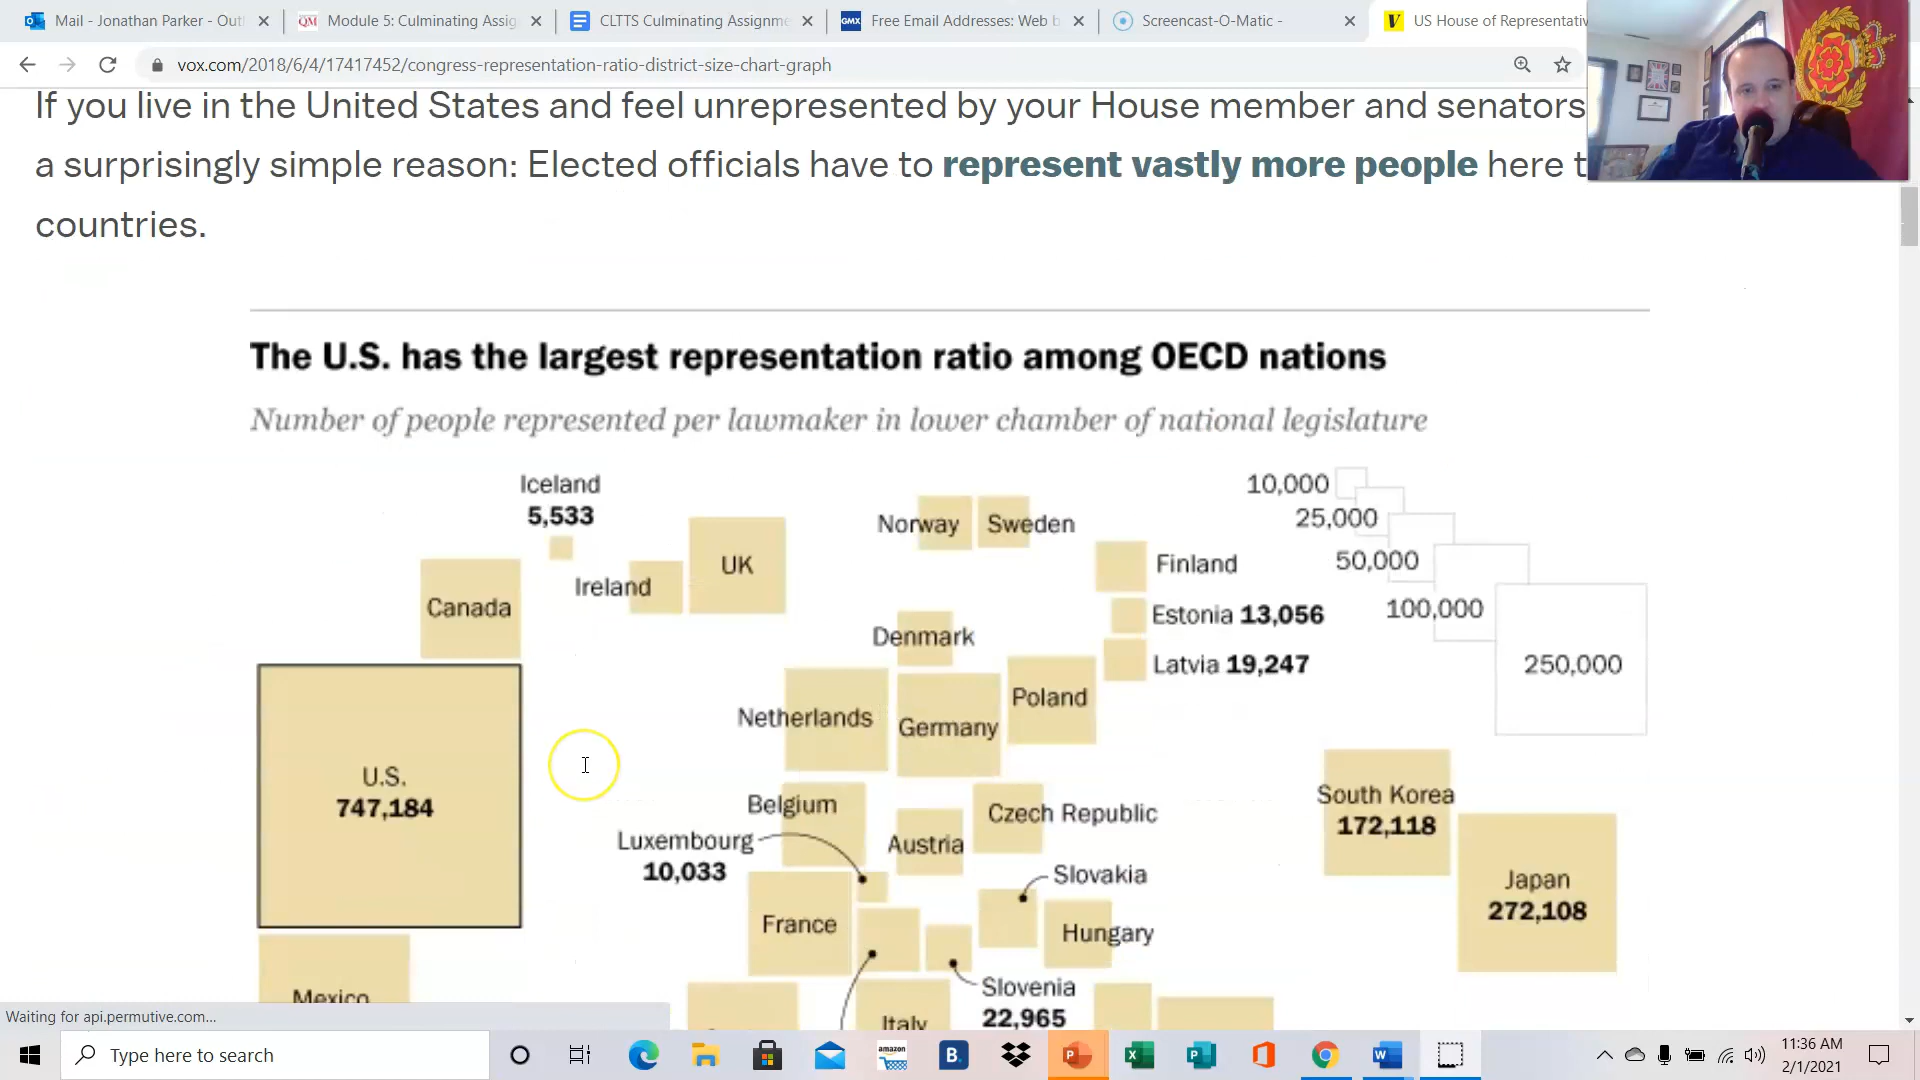 Mail - Jonathan Parker - Out
Module 5: Culminating Assig
CLTTS Culminating Assignme
GMX
Free Email Addresses: Web b
Screencast-O-Matic -
US House of Representativ
vox.com/2018/6/4/17417452/congress-representation-ratio-district-size-chart-graph
If you live in the United States and feel unrepresented by your House member and senators
a surprisingly simple reason: Elected officials have to represent vastly more people here t
countries.
The U.S. has the largest representation ratio among OECD nations
Number of people represented per lawmaker in lower chamber of national legislature
Iceland
5,533
Canada
Ireland
UK
Norway
Sweden
Finland
Estonia 13,056
Latvia 19,247
Denmark
10,000
25,000
50,000
100,000
250,000
Netherlands
Germany
Poland
U.S.
747,184
Belgium
Luxembourg
10,033
Austria
Czech Republic
South Korea
172,118
Japan
272,108
Slovakia
France
Hungary
Slovenia
22,965
Mexico
Italy
Waiting for api.permutive.com...
Type here to search
amazon
B.
11:36 AM
2/1/2021